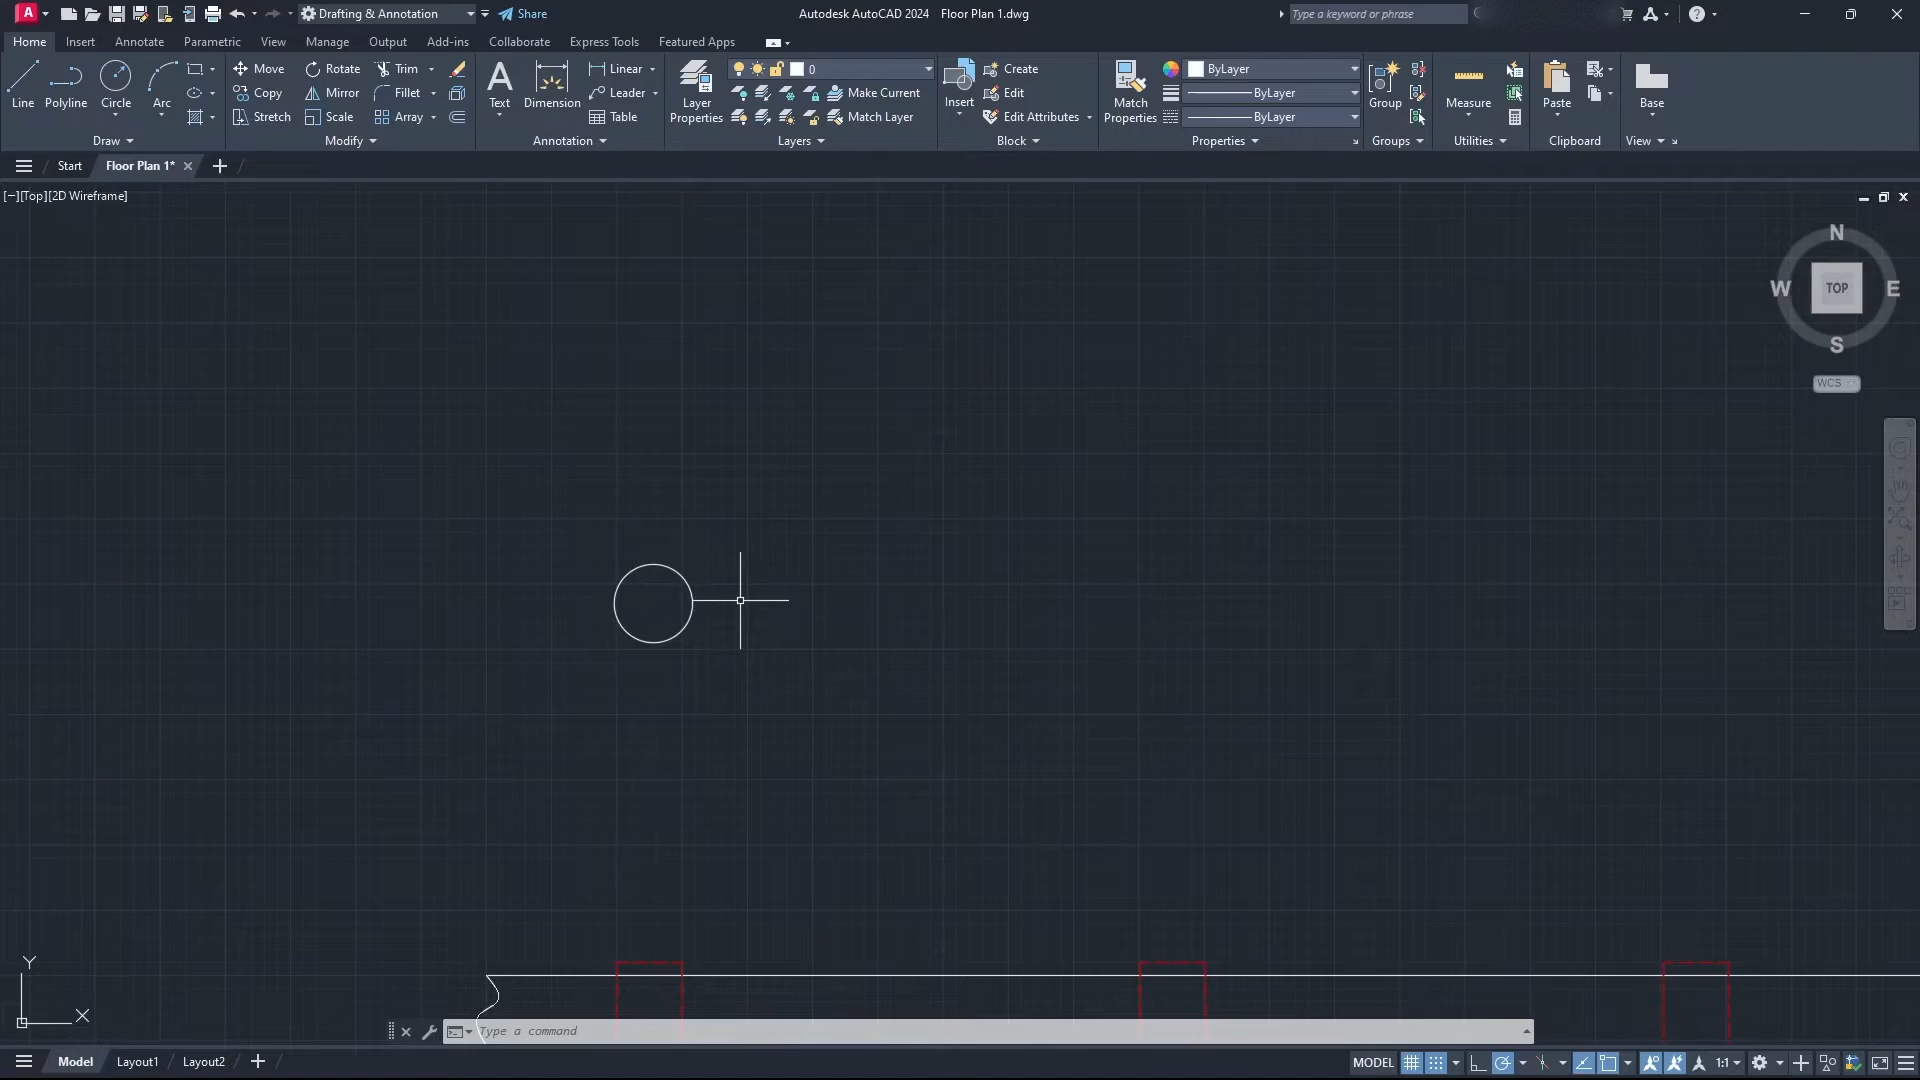 A Drafting & Annotation Share Autodesk AutoCAD 2024 Floor Plan 1.dwg Type a keyword or phrase
Home Insert Annotate Parametric View Manage Output Add-ins Collaborate Express Tools Featured Apps
Line Polyline Circle Arc
Move Rotate Trim
Copy Mirror Fillet
Stretch Scale Array
A Text Dimension
Linear
Leader
Table
Layer Properties
0
Make Current
Match Layer
Insert
Create
Edit
Edit Attributes
Match Properties
ByLayer
ByLayer
ByLayer
Group Measure Paste Base
Draw Modify Annotation Layers Block Properties Groups Utilities Clipboard View
Start Floor Plan 1*
[−][Top][2D Wireframe]
N
W TOP E
S
WCS
Y
X
Type a command
Model Layout1 Layout2 MODEL 1:1